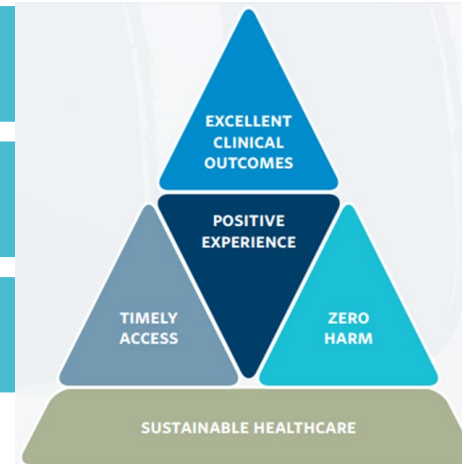 EXCELLENT
CLINICAL
OUTCOMES
POSITIVE
EXPERIENCE
TIMELY
ACCESS
ZERO
HARM
SUSTAINABLE HEALTHCARE